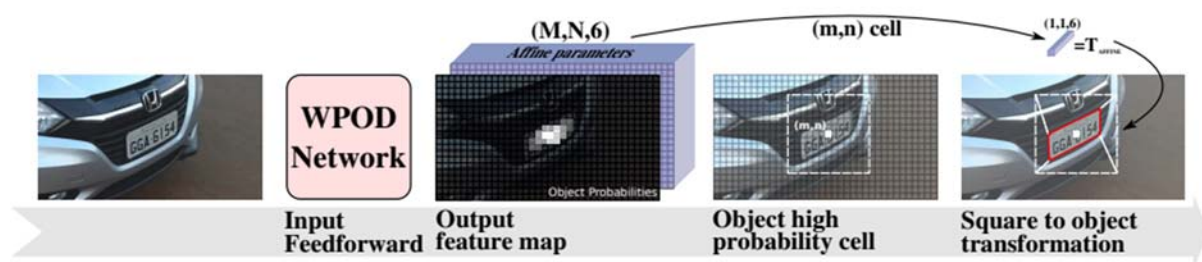 (M,N,6)
(m,n) cell
(1,1,6)
=T AFFINE
Affine parameters
GGA 6154
WPOD
Network
(m,n)
Object Probabilities
Input
Feedforward
Output
feature map
Object high
probability cell
Square to object
transformation